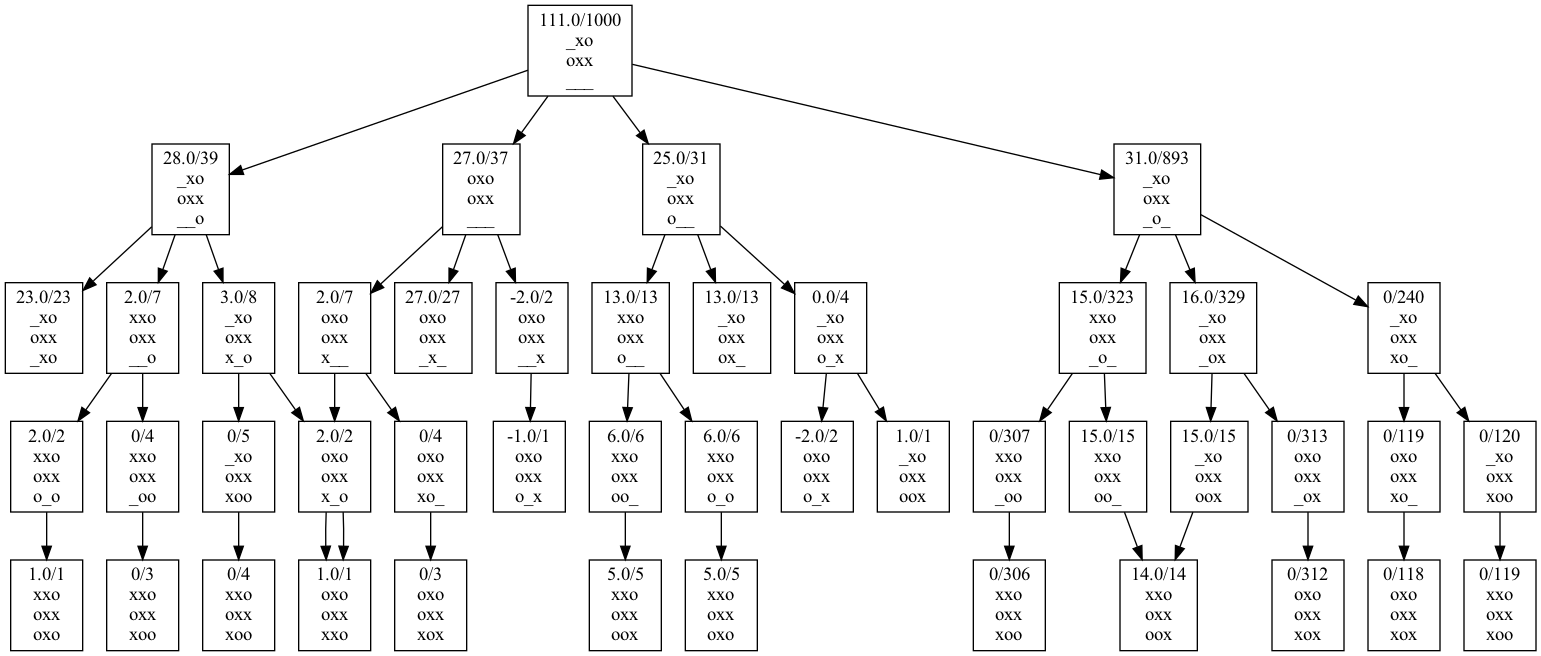 111.0/1000
_xo
oxx
___
28.0/39
_xo
oxx
__o
27.0/37
oxo
oxx
___
25.0/31
_xo
oxx
o__
31.0/893
_xo
oxx
_o_
23.0/23
_xo
oxx
_xo
2.0/7
xxo
oxx
__o
3.0/8
_xo
oxx
x_o
2.0/7
oxo
oxx
x__
27.0/27
oxo
oxx
_x_
-2.0/2
oxo
oxx
__x
13.0/13
xxo
oxx
o__
13.0/13
_xo
oxx
ox_
0.0/4
_xo
oxx
o_x
15.0/323
xxo
oxx
_o_
16.0/329
_xo
oxx
_ox
0/240
_xo
oxx
xo_
2.0/2
xxo
oxx
o_o
0/4
xxo
oxx
_oo
0/5
_xo
oxx
xoo
2.0/2
oxo
oxx
x_o
0/4
oxo
oxx
xo_
-1.0/1
oxo
oxx
o_x
6.0/6
xxo
oxx
oo_
6.0/6
xxo
oxx
o_o
-2.0/2
oxo
oxx
o_x
1.0/1
_xo
oxx
oox
0/307
xxo
oxx
_oo
15.0/15
xxo
oxx
oo_
15.0/15
_xo
oxx
oox
0/313
oxo
oxx
_ox
0/119
oxo
oxx
xo_
0/120
_xo
oxx
xoo
1.0/1
xxo
oxx
oxo
0/3
xxo
oxx
xoo
0/4
xxo
oxx
xoo
1.0/1
oxo
oxx
xxo
0/3
oxo
oxx
xox
5.0/5
xxo
oxx
oox
5.0/5
xxo
oxx
oxo
0/306
xxo
oxx
xoo
14.0/14
xxo
oxx
oox
0/312
oxo
oxx
xox
0/118
oxo
oxx
xox
0/119
xxo
oxx
xoo